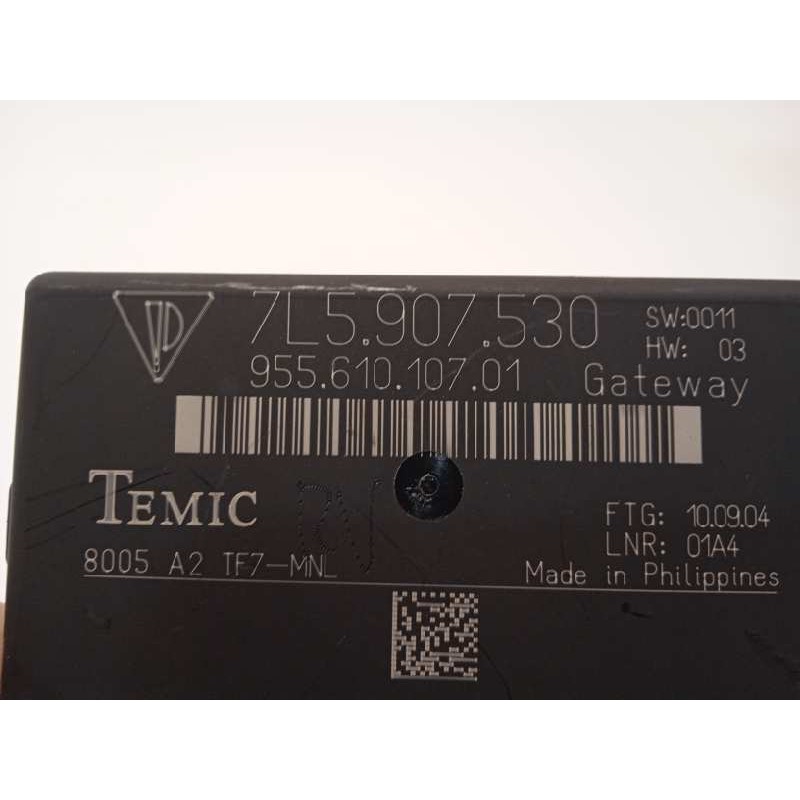 7L5.907.530 SW:0011
HW: 03
955.610.107.01 Gateway
TEMIC
FTG: 10.09.04
LNR: 01A4
8005 A2 TF7-MNL
Made in Philippines